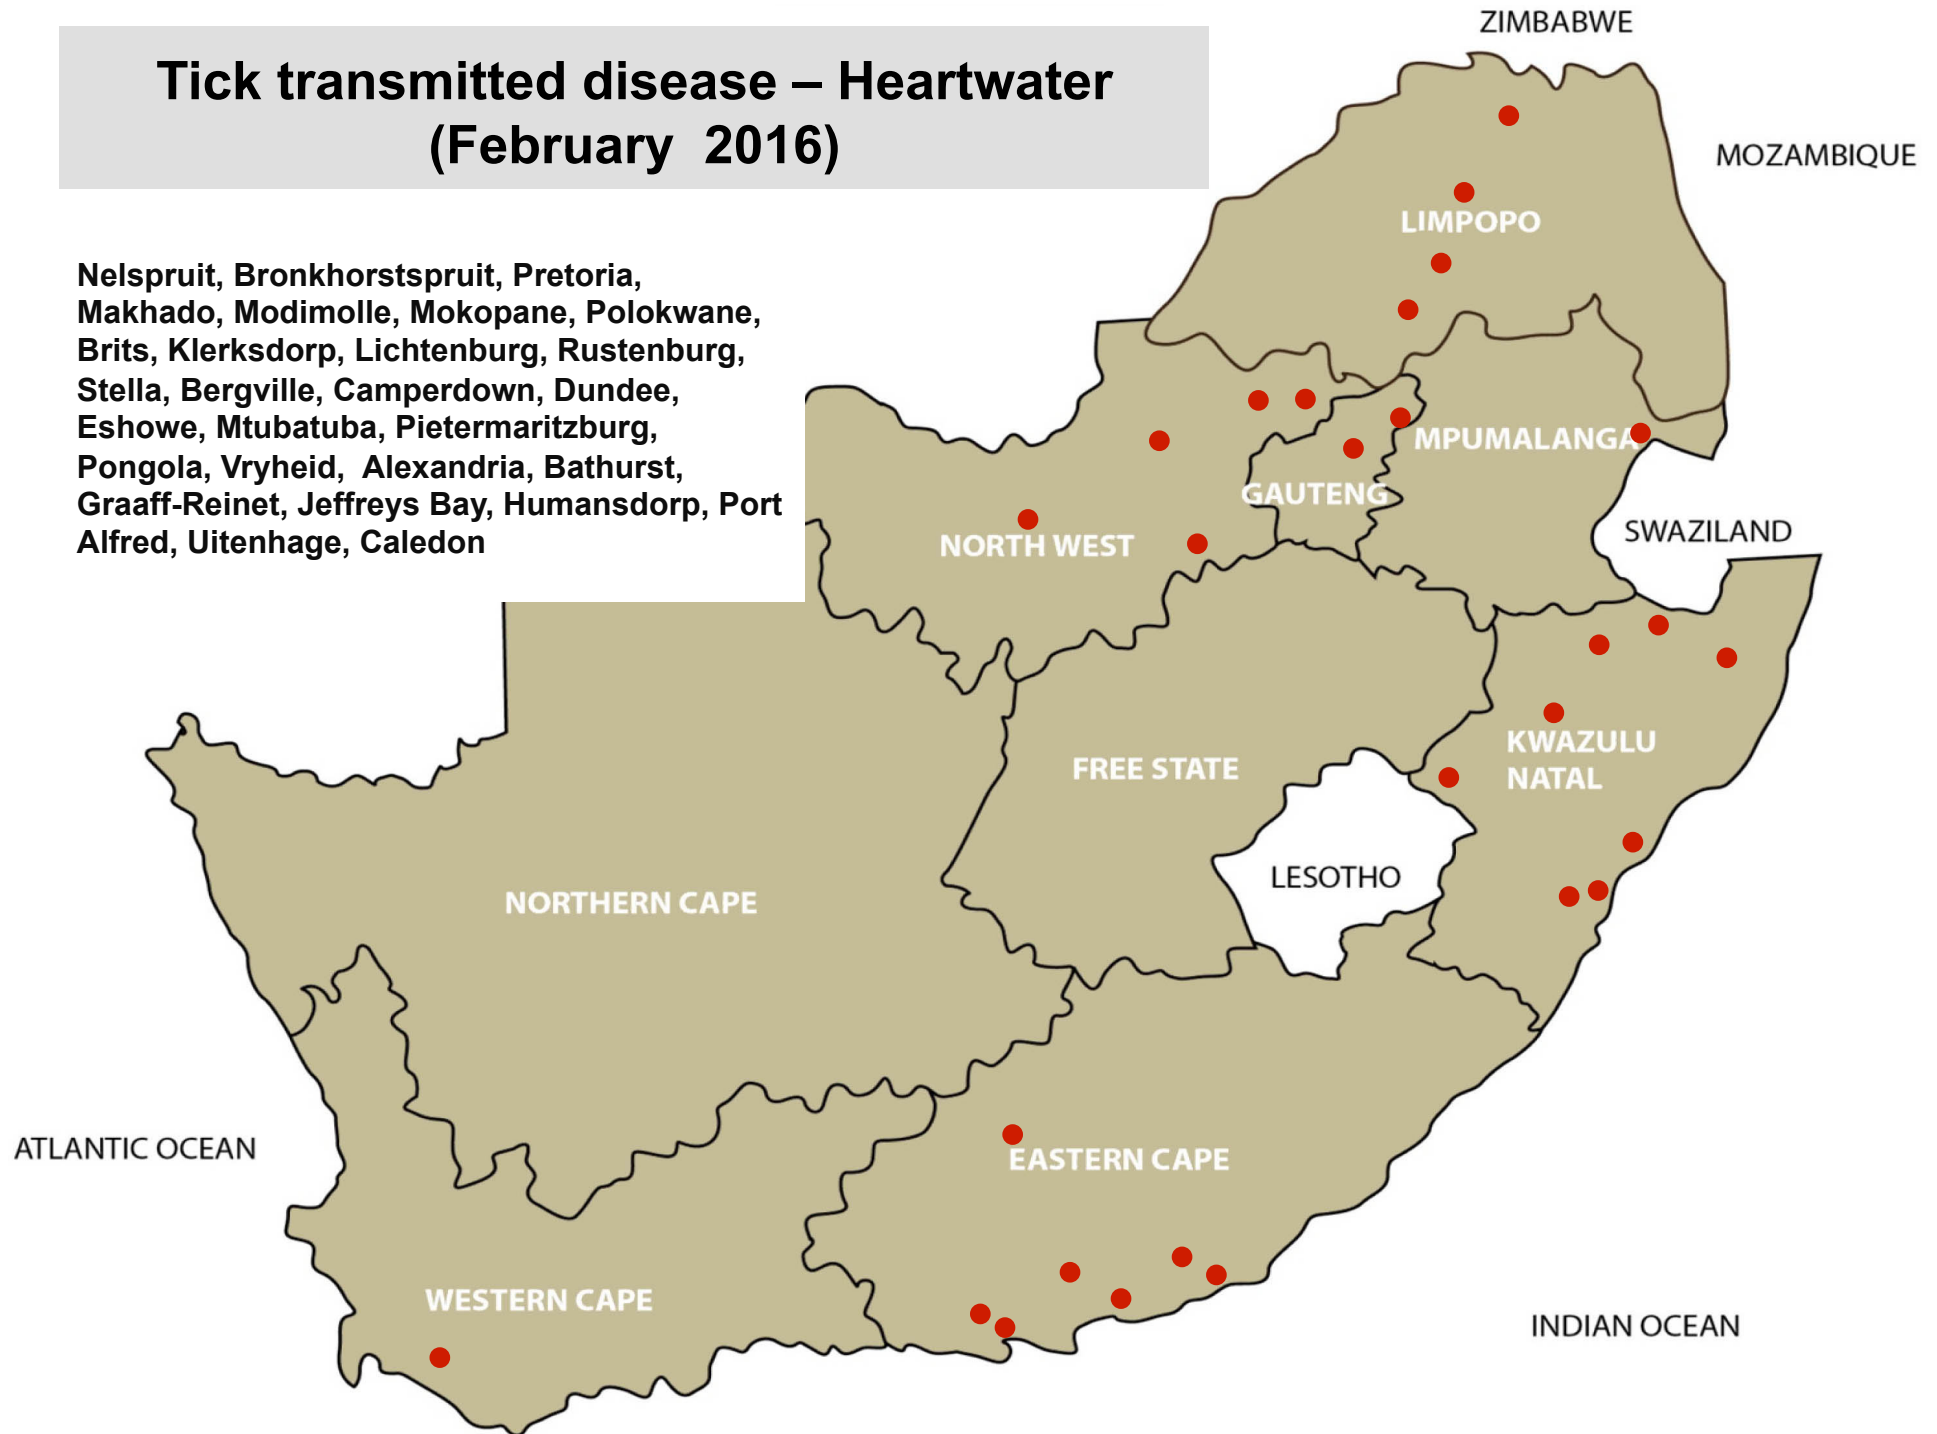 Tick transmitted disease – Heartwater
(February  2016)
Nelspruit, Bronkhorstspruit, Pretoria,
Makhado, Modimolle, Mokopane, Polokwane,
Brits, Klerksdorp, Lichtenburg, Rustenburg,
Stella, Bergville, Camperdown, Dundee,
Eshowe, Mtubatuba, Pietermaritzburg,
Pongola, Vryheid,  Alexandria, Bathurst,
Graaff-Reinet, Jeffreys Bay, Humansdorp, Port
Alfred, Uitenhage, Caledon
ZIMBABWE
MOZAMBIQUE
LIMPOPO
MPUMALANGA
GAUTENG
NORTH WEST
SWAZILAND
KWAZULU
NATAL
FREE STATE
LESOTHO
NORTHERN CAPE
ATLANTIC OCEAN
EASTERN CAPE
WESTERN CAPE
INDIAN OCEAN